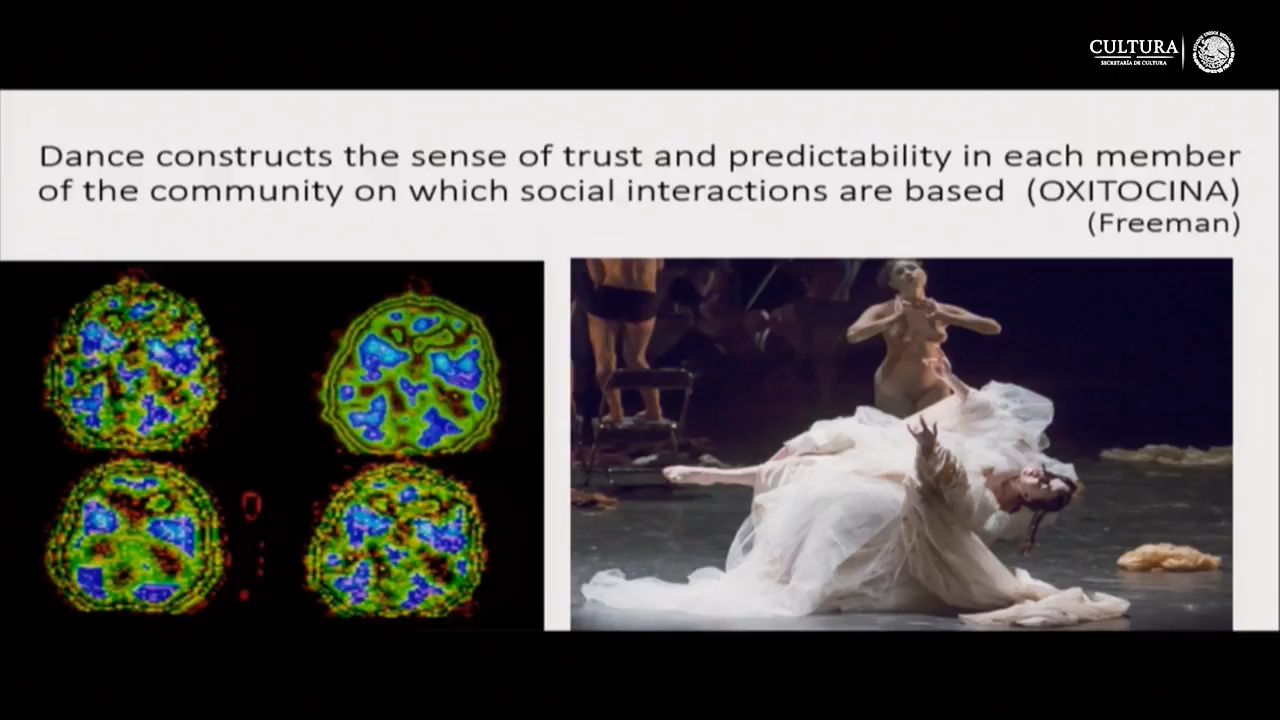 CULTURA
SECRETARÍA DE CULTURA
Dance constructs the sense of trust and predictability in each member
of the community on which social interactions are based (OXITOCINA)
(Freeman)